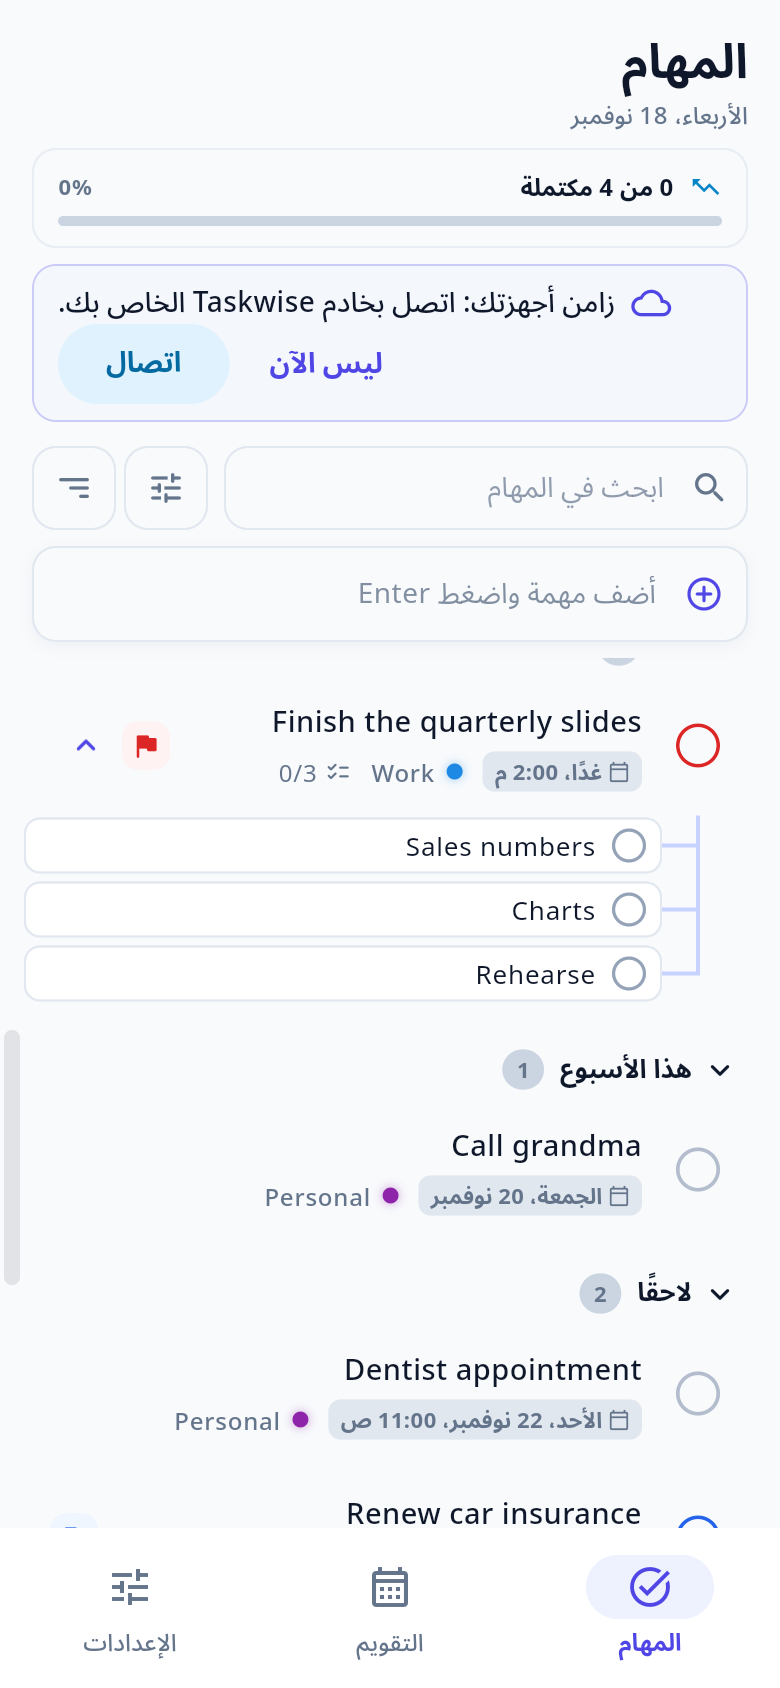 المهام
الأربعاء، 18 نوفمبر
0 من 4 مكتملة
0%
زامن أجهزتك: اتصل بخادم Taskwise الخاص بك.
ليس الآن
اتصال
ابحث في المهام
أضف مهمة واضغط Enter
Finish the quarterly slides
غدًا، 2:00 م
Work
0/3
Sales numbers
Charts
Rehearse
هذا الأسبوع 1
Call grandma
الجمعة، 20 نوفمبر
Personal
لاحقًا 2
Dentist appointment
الأحد، 22 نوفمبر، 11:00 ص
Personal
Renew car insurance
المهام
التقويم
الإعدادات